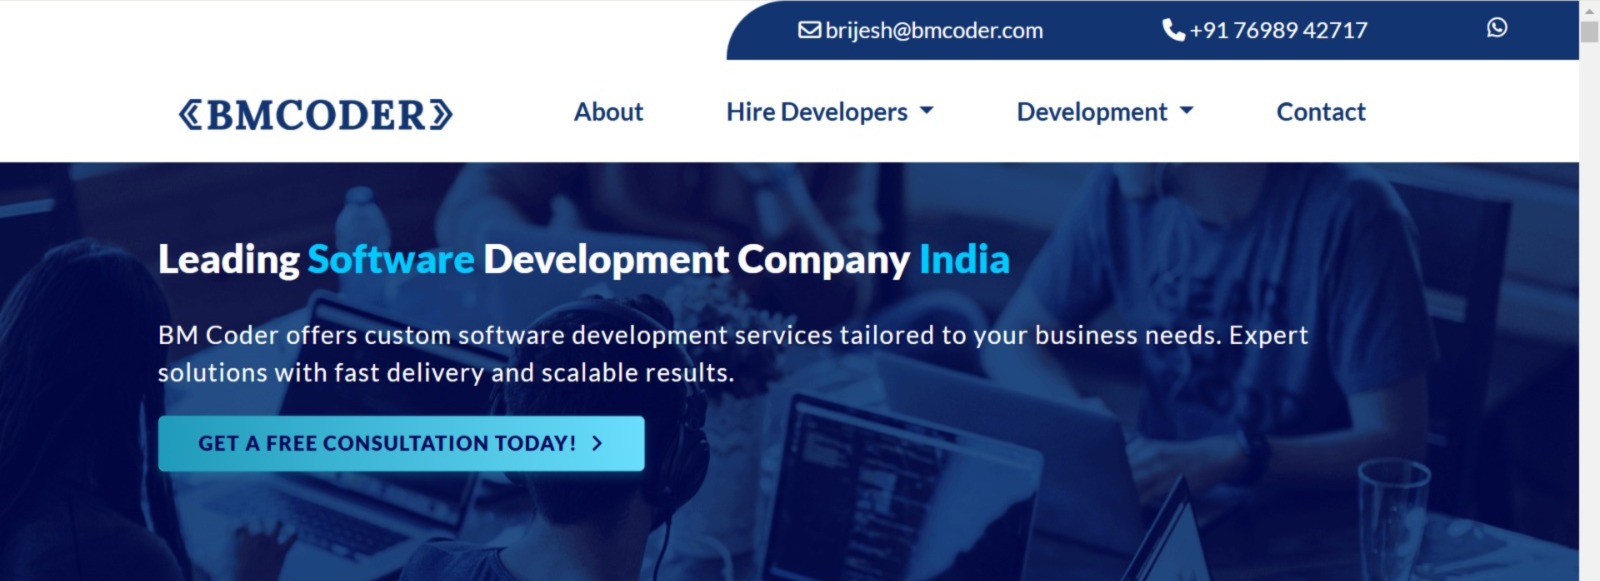 brijesh@bmcoder.com +91 76989 42717
BMCODER
About Hire Developers Development Contact
Leading Software Development Company India
BM Coder offers custom software development services tailored to your business needs. Expert
solutions with fast delivery and scalable results.
GET A FREE CONSULTATION TODAY!